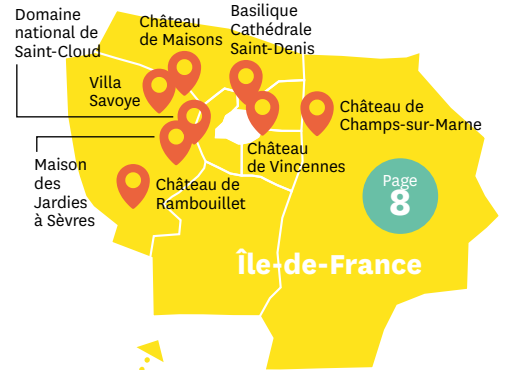 Domaine
national de
Saint-Cloud
Château
de Maisons
Basilique
Cathédrale
Saint-Denis
Villa
Savoye
Château de
Champs-sur-Marne
Château
de Vincennes
Maison
des
Jardies
à Sèvres
Château de
Rambouillet
Page
8
Île-de-France